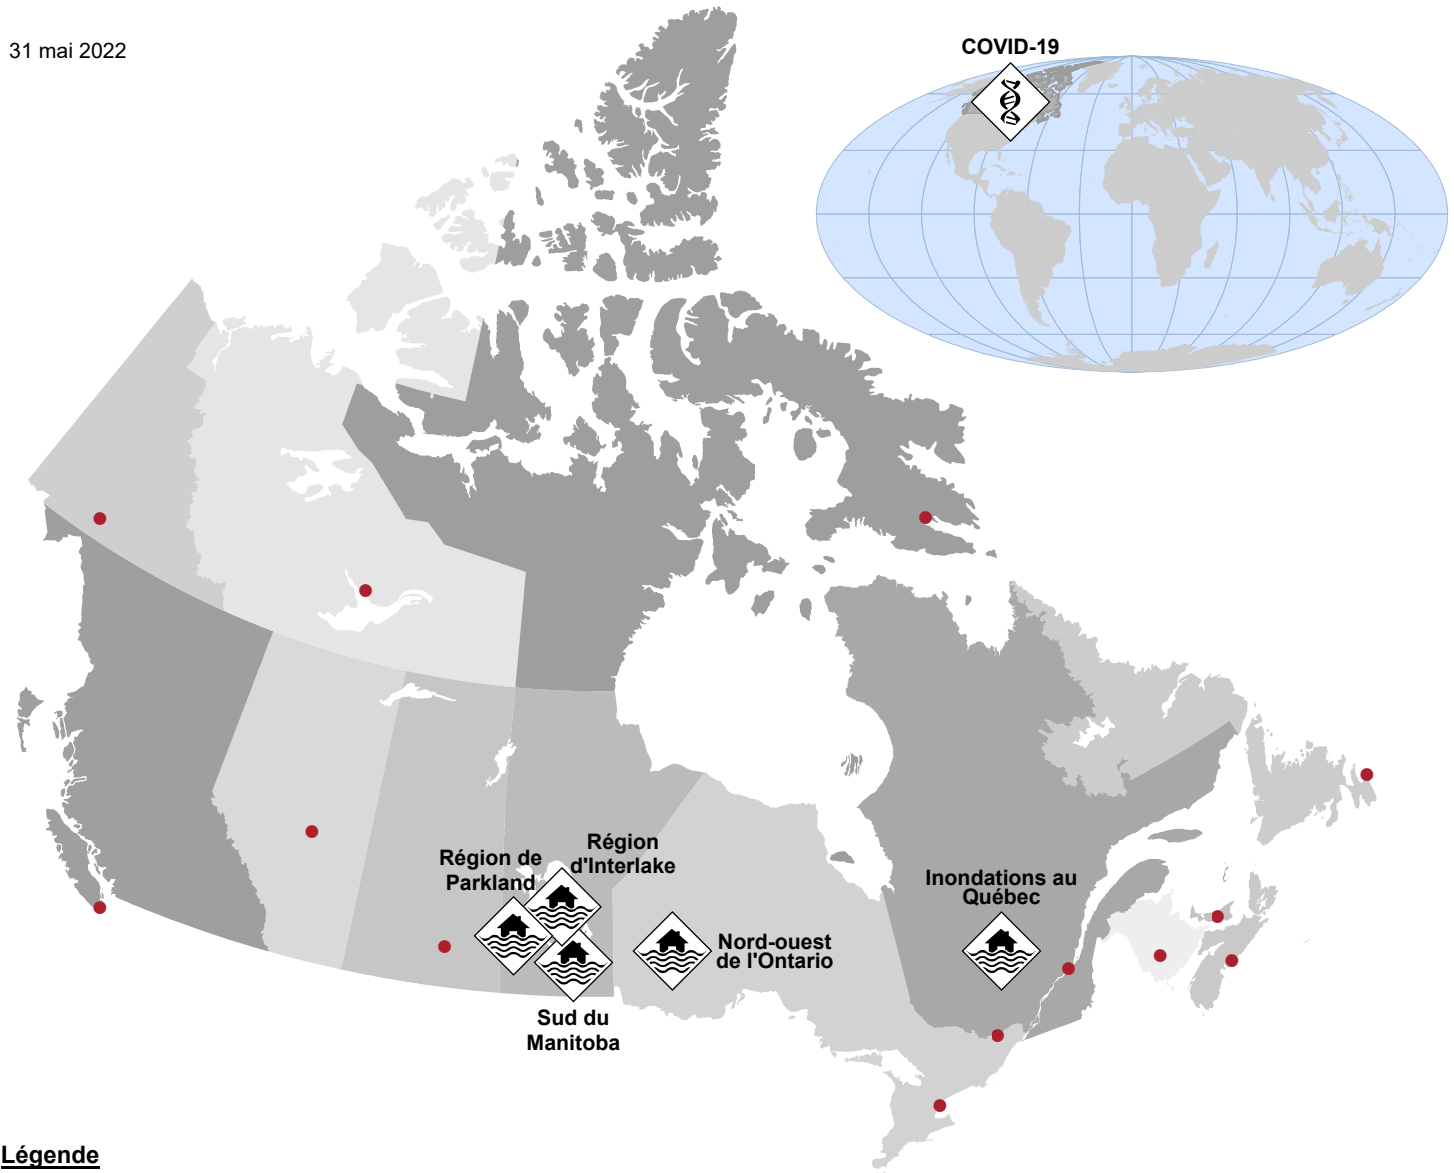 31 mai 2022
COVID-19
Région
d'Interlake
Région de
Parkland
Inondations au
Québec
Nord-ouest
de l'Ontario
Sud du
Manitoba
Légende